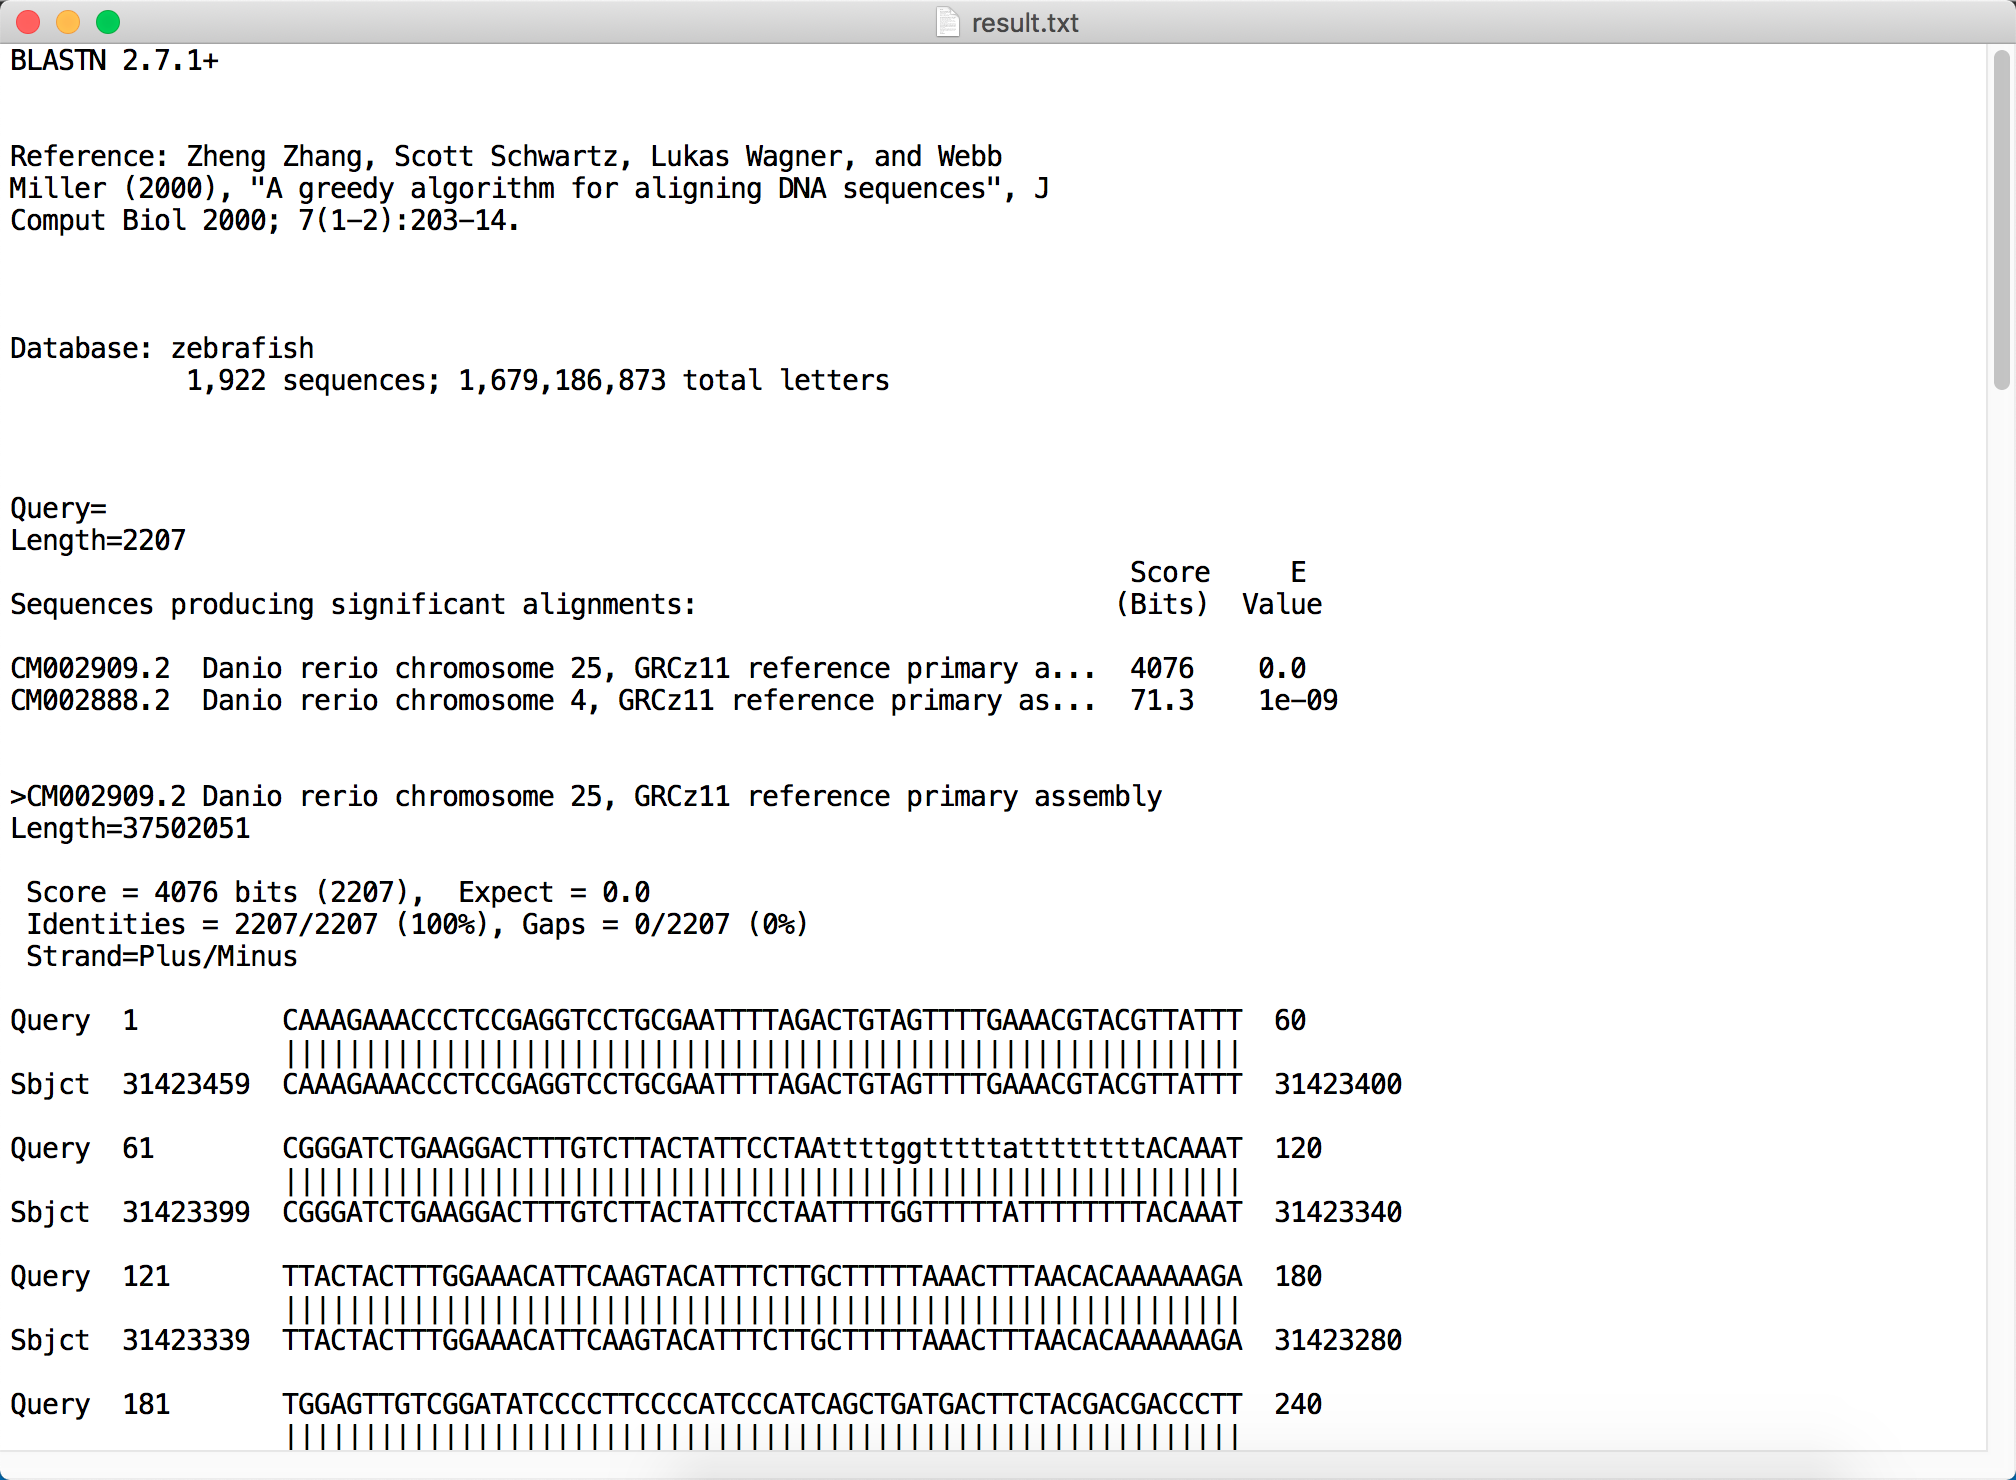 result.txt
BLASTN 2.7.1+
Reference: Zheng Zhang, Scott Schwartz, Lukas Wagner, and Webb
Miller (2000), "A greedy algorithm for aligning DNA sequences", J
Comput Biol 2000; 7(1-2):203-14.
Database: zebrafish
1,922 sequences; 1,679,186,873 total letters
Query=
Length=2207
Score E
Sequences producing significant alignments: (Bits) Value
CM002909.2 Danio rerio chromosome 25, GRCz11 reference primary a... 4076 0.0
CM002888.2 Danio rerio chromosome 4, GRCz11 reference primary as... 71.3 1e-09
>CM002909.2 Danio rerio chromosome 25, GRCz11 reference primary assembly
Length=37502051
Score = 4076 bits (2207), Expect = 0.0
Identities = 2207/2207 (100%), Gaps = 0/2207 (0%)
Strand=Plus/Minus
Query 1 CAAAGAAACCCTCCGAGGTCCTGCGAATTTTAGACTGTAGTTTTGAAACGTACGTTATTT 60
||||||||||||||||||||||||||||||||||||||||||||||||||||||||||||
Sbjct 31423459 CAAAGAAACCCTCCGAGGTCCTGCGAATTTTAGACTGTAGTTTTGAAACGTACGTTATTT 31423400
Query 61 CGGGATCTGAAGGACTTTGTCTTACTATTCCTAAttttggtttttattttttttACAAAT 120
||||||||||||||||||||||||||||||||||||||||||||||||||||||||||||
Sbjct 31423399 CGGGATCTGAAGGACTTTGTCTTACTATTCCTAATTTTGGTTTTTATTTTTTTTACAAAT 31423340
Query 121 TTACTACTTTGGAAACATTCAAGTACATTTCTTGCTTTTTAAACTTTAACACAAAAAAGA 180
||||||||||||||||||||||||||||||||||||||||||||||||||||||||||||
Sbjct 31423339 TTACTACTTTGGAAACATTCAAGTACATTTCTTGCTTTTTAAACTTTAACACAAAAAAGA 31423280
Query 181 TGGAGTTGTCGGATATCCCCTTCCCCATCCCATCAGCTGATGACTTCTACGACGACCCTT 240
||||||||||||||||||||||||||||||||||||||||||||||||||||||||||||